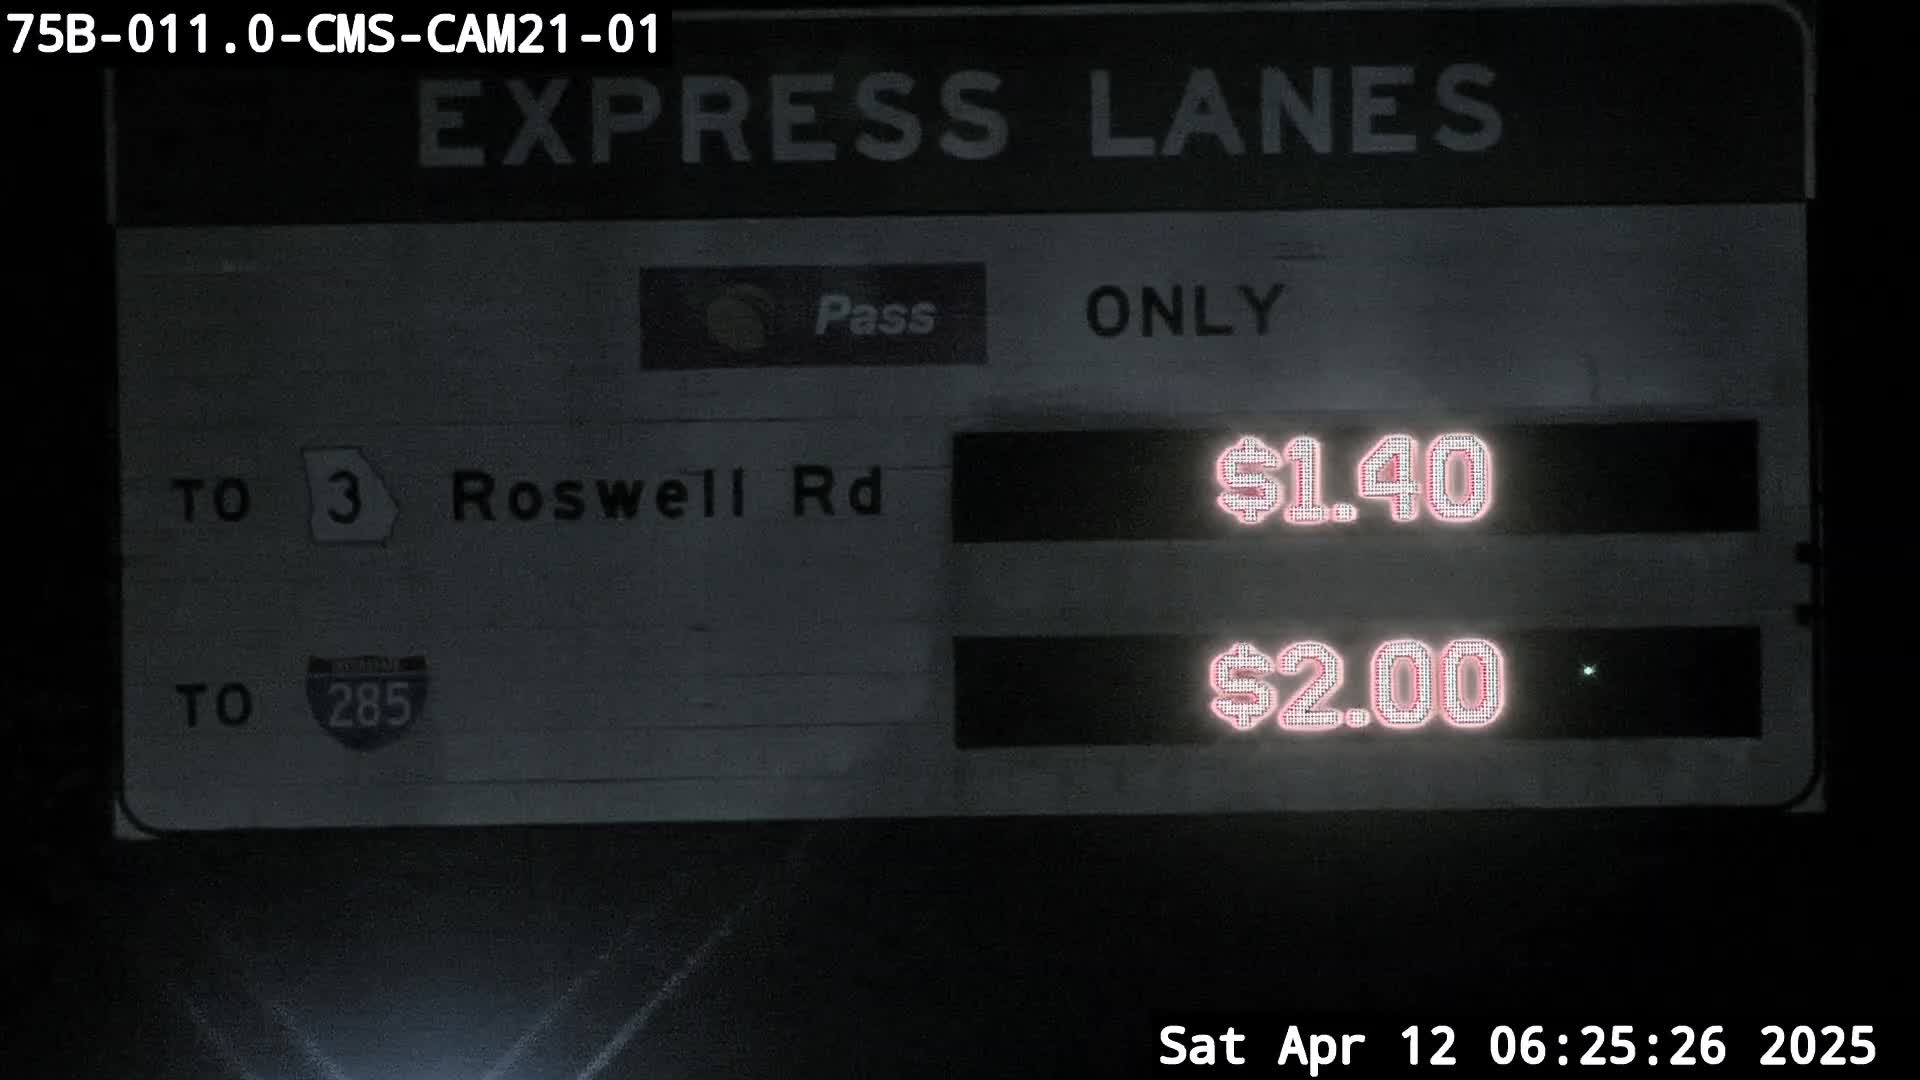 75B-011.0-CMS-CAM21-01
EXPRESS LANES
Pass ONLY
TO 3 Roswell Rd $1.40
TO INTERSTATE 285 $2.00
Sat Apr 12 06:25:26 2025